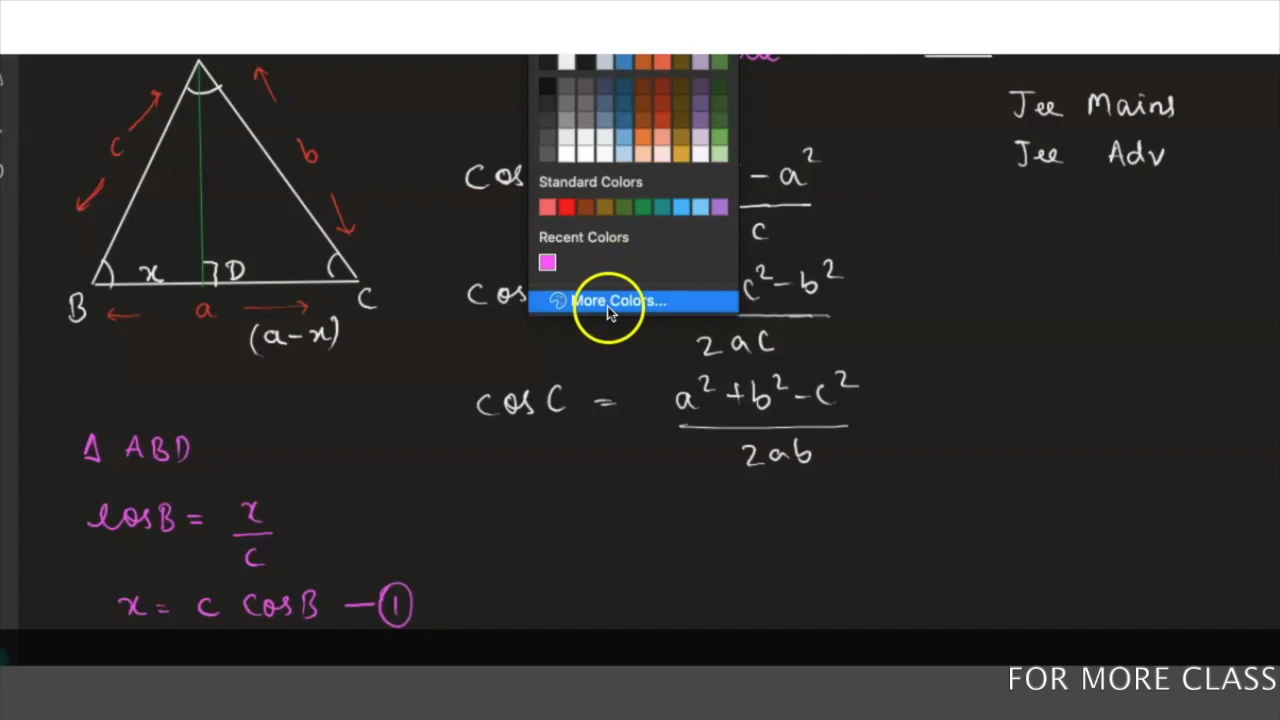 Jee Mains
Jee Adv
c
b
x
D
B
a
C
(a-x)
Standard Colors
Recent Colors
More Colors...
cos - a²
c
cos c² - b²
2ac
cos C = a² + b² - c²
2ab
Δ ABD
cos B = x
c
x = c cos B — ①
FOR MORE CLASS